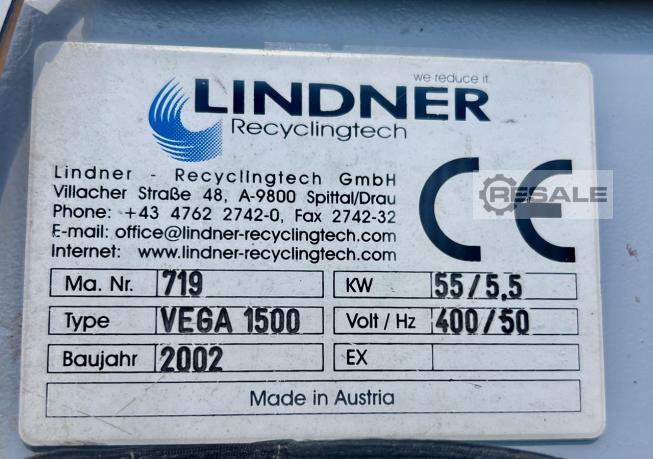 we reduce it
LINDNER
Recyclingtech
Lindner - Recyclingtech GmbH
Villacher Straße 48, A-9800 Spittal/Drau
Phone: +43 4762 2742-0, Fax 2742-32
E-mail: office@lindner-recyclingtech.com
Internet: www.lindner-recyclingtech.com
CE
RESALE
Ma. Nr. 719 KW 55/5,5
Type VEGA 1500 Volt / Hz 400/50
Baujahr 2002 EX
Made in Austria